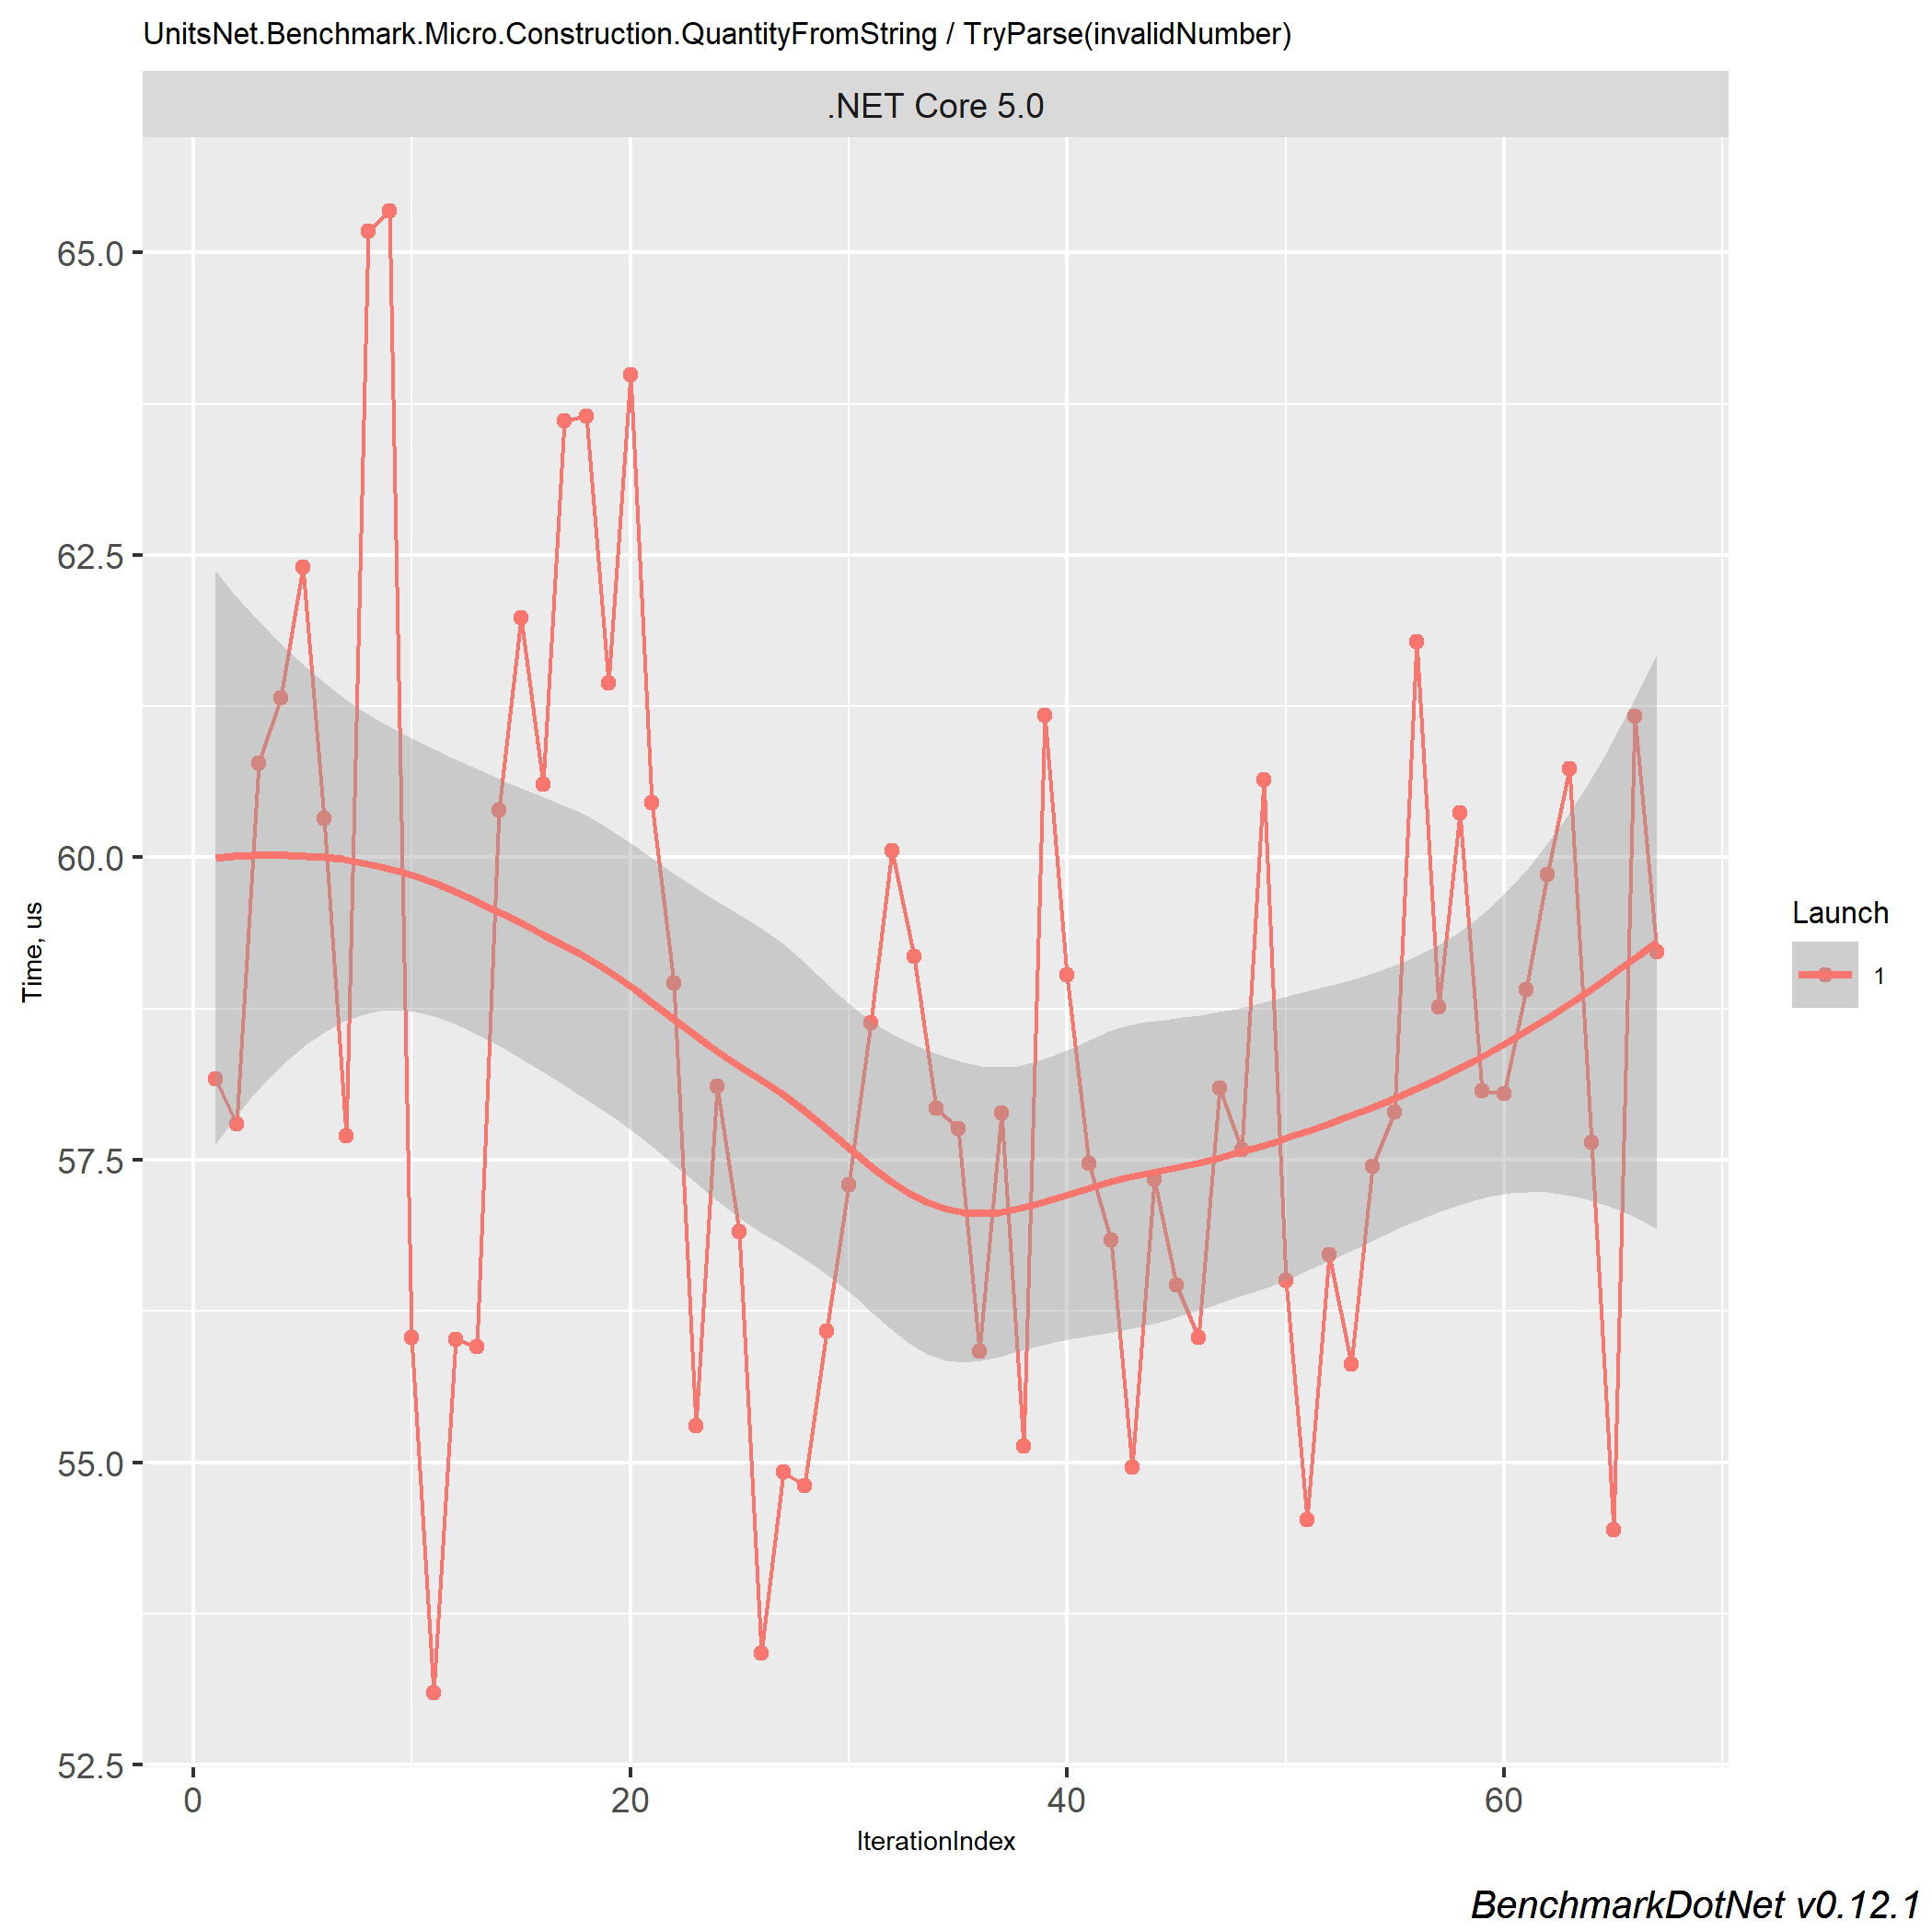 UnitsNet.Benchmark.Micro.Construction.QuantityFromString / TryParse(invalidNumber)
.NET Core 5.0
65.0
62.5
60.0
57.5
55.0
52.5
Time, us
0 20 40 60
IterationIndex
Launch
1
BenchmarkDotNet v0.12.1